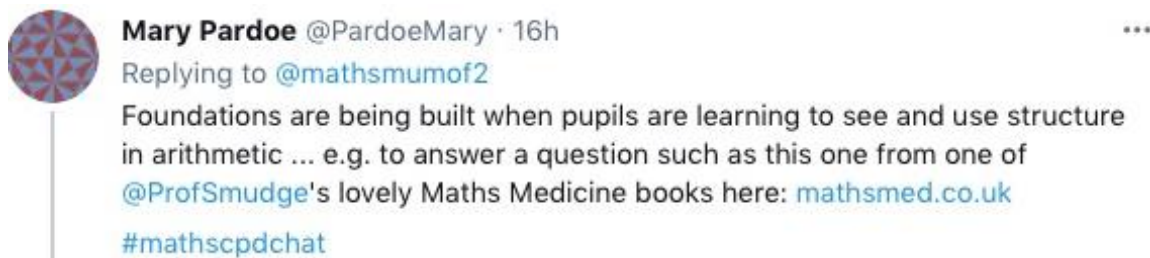 Mary Pardoe @PardoeMary · 16h
Replying to @mathsmumof2
Foundations are being built when pupils are learning to see and use structure
in arithmetic ... e.g. to answer a question such as this one from one of
@ProfSmudge's lovely Maths Medicine books here: mathsmed.co.uk
#mathscpdchat